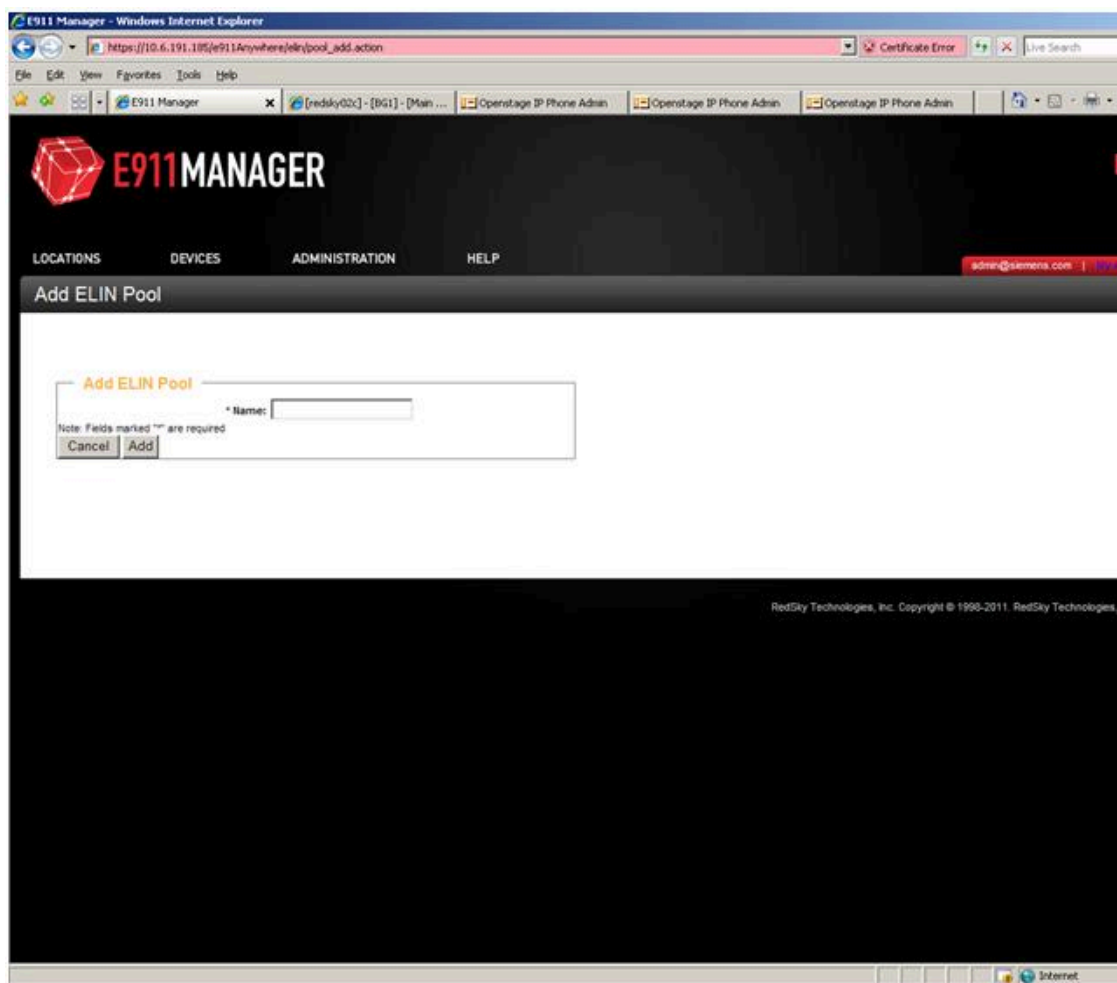 E911 Manager - Windows Internet Explorer
https://10.6.191.185/e911Anywhere/elin/pool_add.action
Certificate Error
Live Search
File Edit View Favorites Tools Help
E911 Manager
[redsky02c] - [BG1] - [Main ...
Openstage IP Phone Admin
Openstage IP Phone Admin
Openstage IP Phone Admin
E911MANAGER
LOCATIONS DEVICES ADMINISTRATION HELP
admin@siemens.com |
Add ELIN Pool
Add ELIN Pool
* Name:
Note: Fields marked "*" are required
Cancel Add
RedSky Technologies, Inc. Copyright © 1998-2011. RedSky Technologies,
Internet